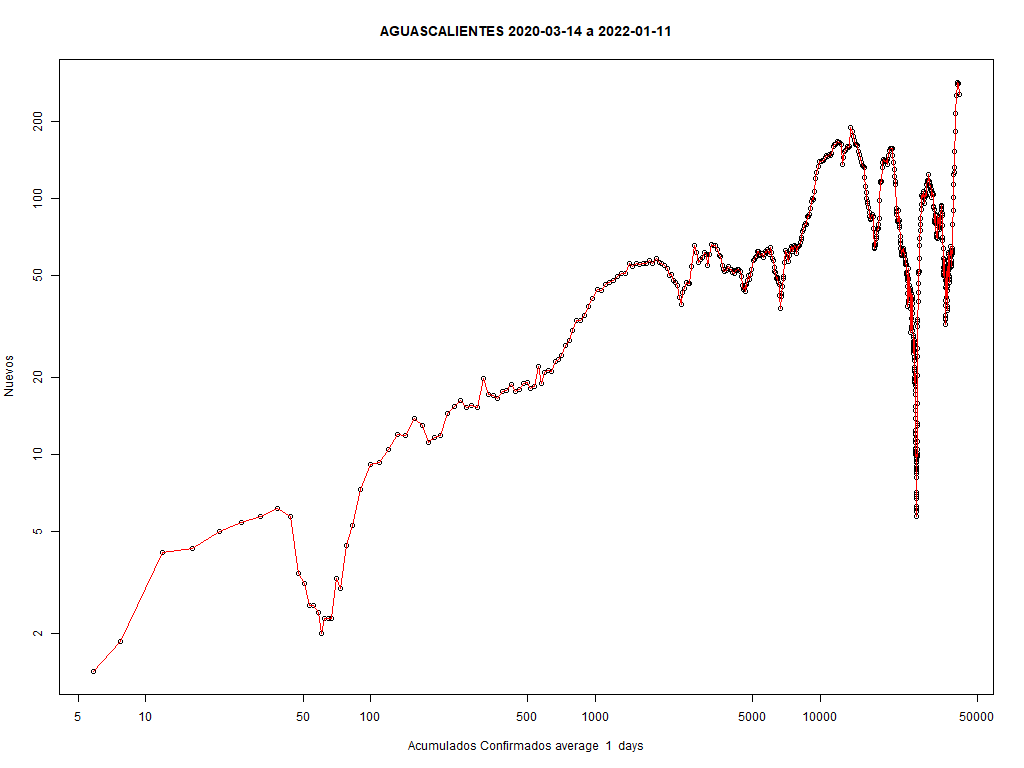 AGUASCALIENTES 2020-03-14 a 2022-01-11
Nuevos
200
100
50
20
10
5
2
5 10 50 100 500 1000 5000 10000 50000
Acumulados Confirmados average 1 days